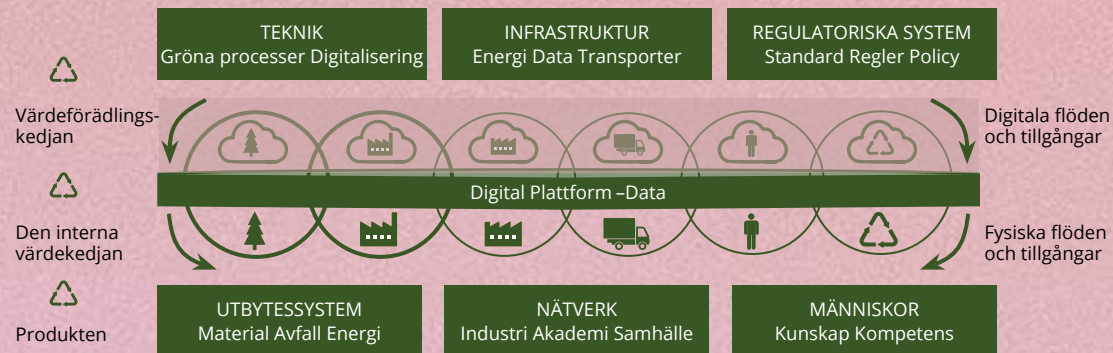 TEKNIK
Gröna processer Digitalisering
INFRASTRUKTUR
Energi Data Transporter
REGULATORISKA SYSTEM
Standard Regler Policy
Värdeförädlings-
kedjan
Digitala flöden
och tillgångar
Digital Plattform –Data
Den interna
värdekedjan
Fysiska flöden
och tillgångar
Produkten
UTBYTESSYSTEM
Material Avfall Energi
NÄTVERK
Industri Akademi Samhälle
MÄNNISKOR
Kunskap Kompetens